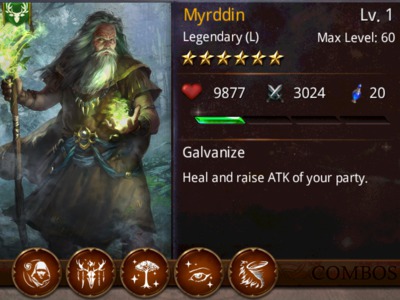 Myrddin Lv. 1
Legendary (L) Max Level: 60
9877 3024 20
Galvanize
Heal and raise ATK of your party.
COMBOS